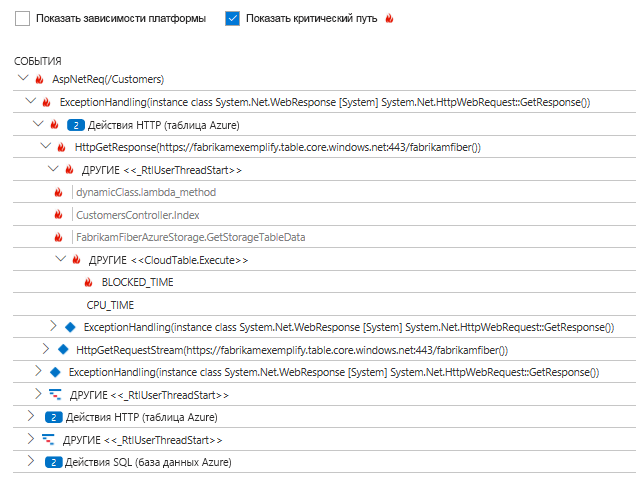 Показать зависимости платформы Показать критический путь
СОБЫТИЯ
AspNetReq(/Customers)
ExceptionHandling(instance class System.Net.WebResponse [System] System.Net.HttpWebRequest::GetResponse())
2 Действия HTTP (таблица Azure)
HttpGetResponse(https://fabrikamexemplify.table.core.windows.net:443/fabrikamfiber())
ДРУГИЕ <<_RtlUserThreadStart>>
dynamicClass.lambda_method
CustomersController.Index
FabrikamFiberAzureStorage.GetStorageTableData
ДРУГИЕ <<CloudTable.Execute>>
BLOCKED_TIME
CPU_TIME
ExceptionHandling(instance class System.Net.WebResponse [System] System.Net.HttpWebRequest::GetResponse())
HttpGetRequestStream(https://fabrikamexemplify.table.core.windows.net:443/fabrikamfiber())
ExceptionHandling(instance class System.Net.WebResponse [System] System.Net.HttpWebRequest::GetResponse())
ДРУГИЕ <<_RtlUserThreadStart>>
2 Действия HTTP (таблица Azure)
ДРУГИЕ <<_RtlUserThreadStart>>
2 Действия SQL (база данных Azure)